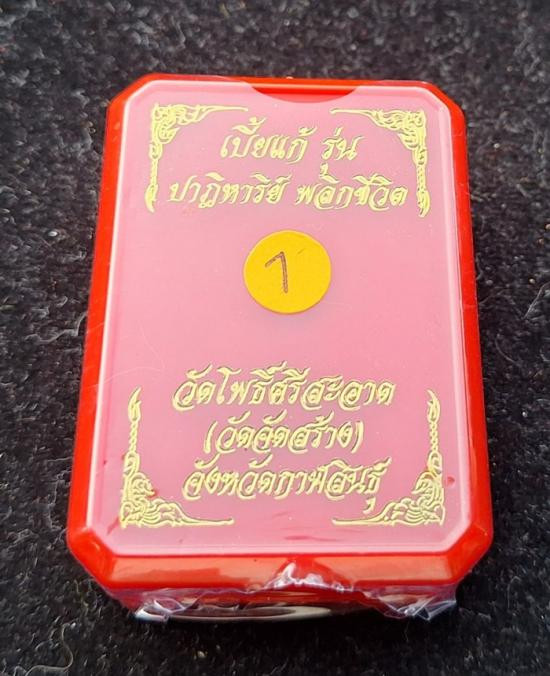 เบี้ยแก้ รุ่น
ปาฏิหาริย์ พลิกชีวิต
1
วัดโพธิ์ศรีสะอาด
(วัดจัดสร้าง)
จังหวัดกาฬสินธุ์